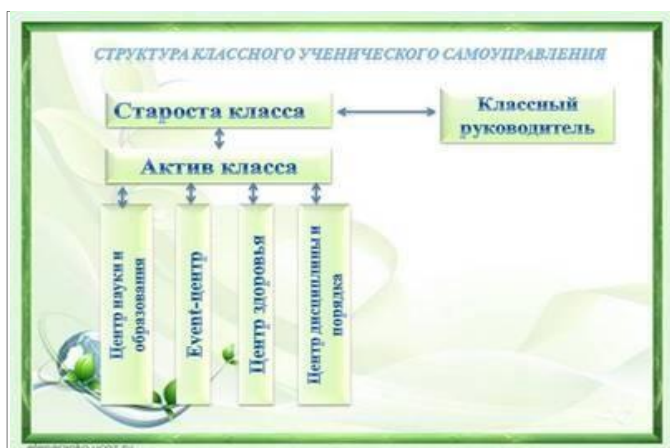 СТРУКТУРА КЛАССНОГО УЧЕНИЧЕСКОГО САМОУПРАВЛЕНИЯ
Староста класса
Классный
руководитель
Актив класса
Центр науки и
образования
Event-центр
Центр здоровья
Центр дисциплины и
порядка